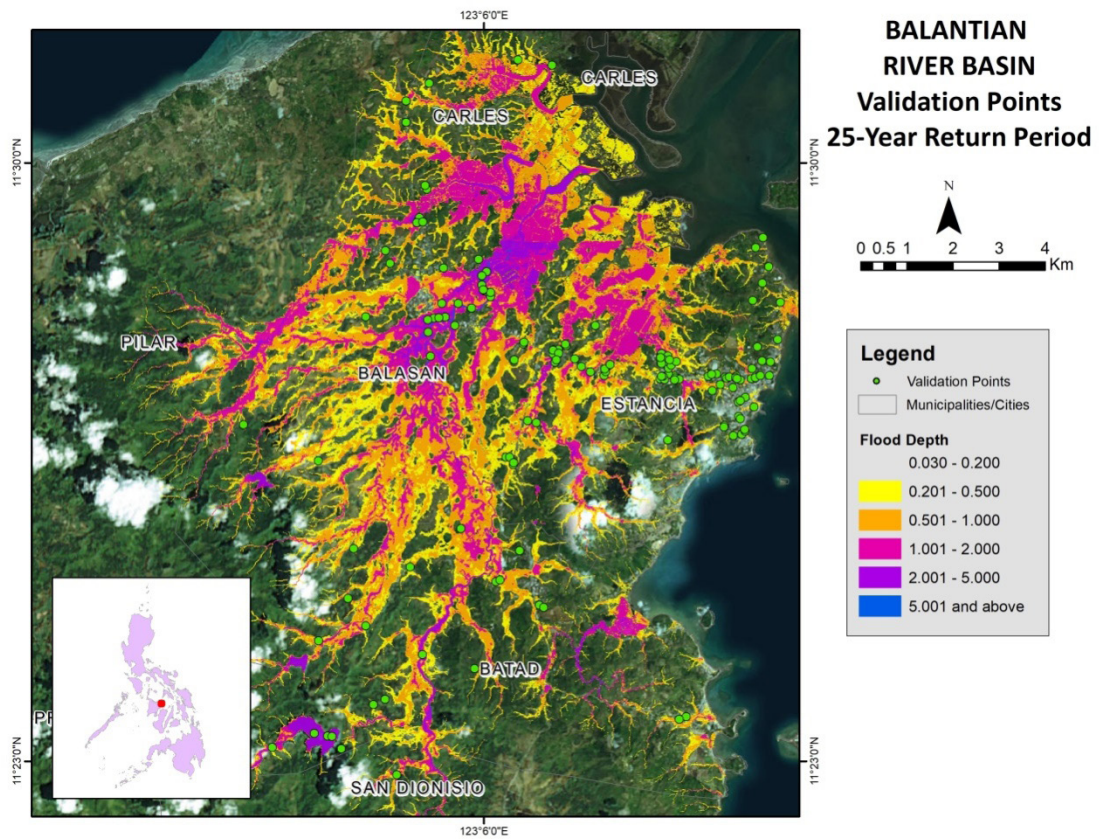 BALANTIAN
RIVER BASIN
Validation Points
25-Year Return Period
N
0 0.5 1 2 3 4
Km
Legend
Validation Points
Municipalities/Cities
Flood Depth
0.030 - 0.200
0.201 - 0.500
0.501 - 1.000
1.001 - 2.000
2.001 - 5.000
5.001 and above
123°6'0"E
11°30'0"N
11°30'0"N
CARLES
CARLES
PILAR
BALASAN
ESTANCIA
BATAD
SAN DIONISIO
11°23'0"N
11°23'0"N
123°6'0"E